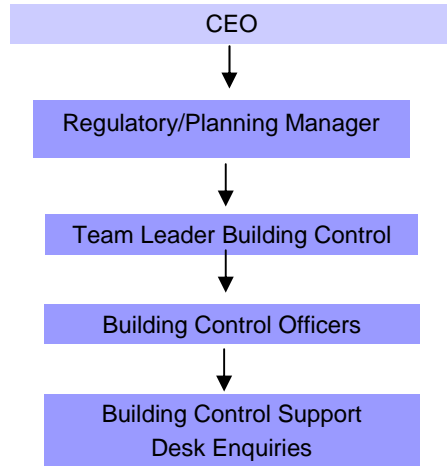 CEO
Regulatory/Planning Manager
Team Leader Building Control
Building Control Officers
Building Control Support
Desk Enquiries